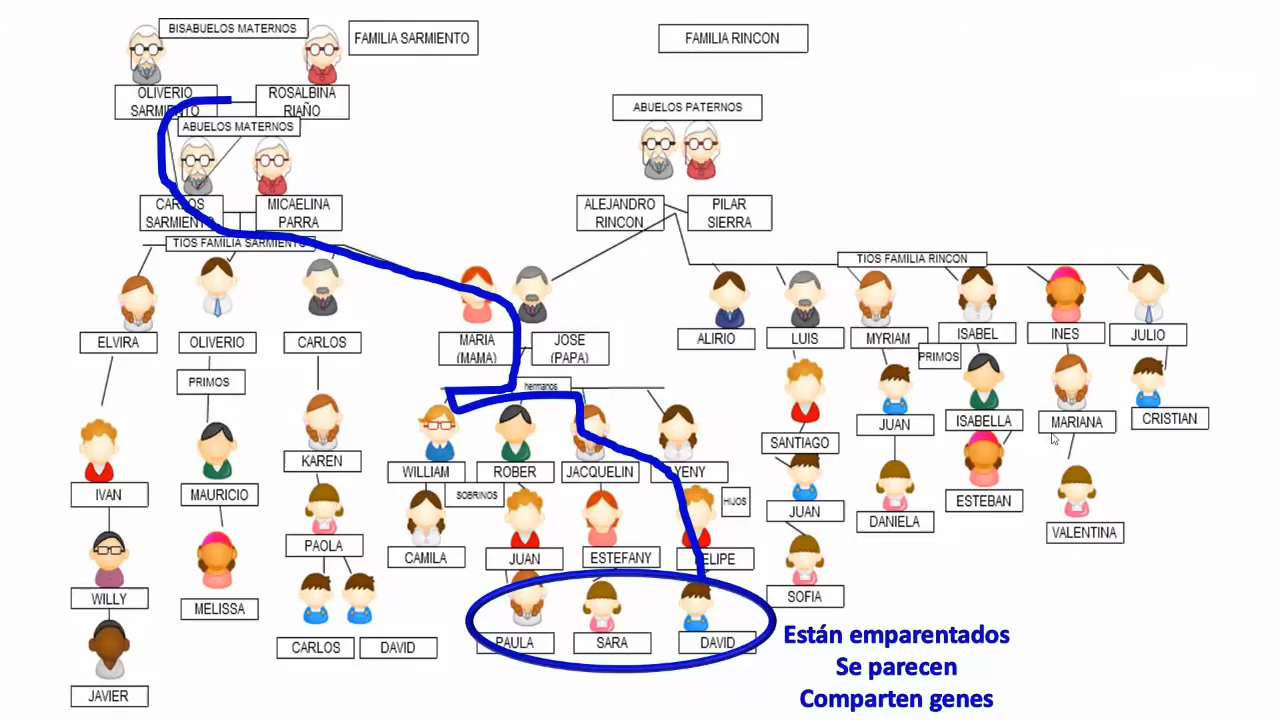 BISABUELOS MATERNOS
FAMILIA SARMIENTO
FAMILIA RINCON
OLIVERIO
SARMIENTO
ROSALBINA
RIAÑO
ABUELOS PATERNOS
ABUELOS MATERNOS
CARLOS
SARMIENTO
MICAELINA
PARRA
ALEJANDRO
RINCON
PILAR
SIERRA
TIOS FAMILIA SARMIENTO
TIOS FAMILIA RINCON
ELVIRA
OLIVERIO
CARLOS
MARIA
(MAMA)
JOSE
(PAPA)
ALIRIO
LUIS
MYRIAM
ISABEL
INES
JULIO
PRIMOS
PRIMOS
hermanos
WILLIAM
ROBER
JACQUELIN
YENY
SANTIAGO
JUAN
ISABELLA
MARIANA
CRISTIAN
IVAN
MAURICIO
KAREN
SOBRINOS
HIJOS
JUAN
DANIELA
ESTEBAN
VALENTINA
PAOLA
CAMILA
JUAN
ESTEFANY
FELIPE
SOFIA
WILLY
MELISSA
CARLOS
DAVID
PAULA
SARA
DAVID
JAVIER
Están emparentados
Se parecen
Comparten genes